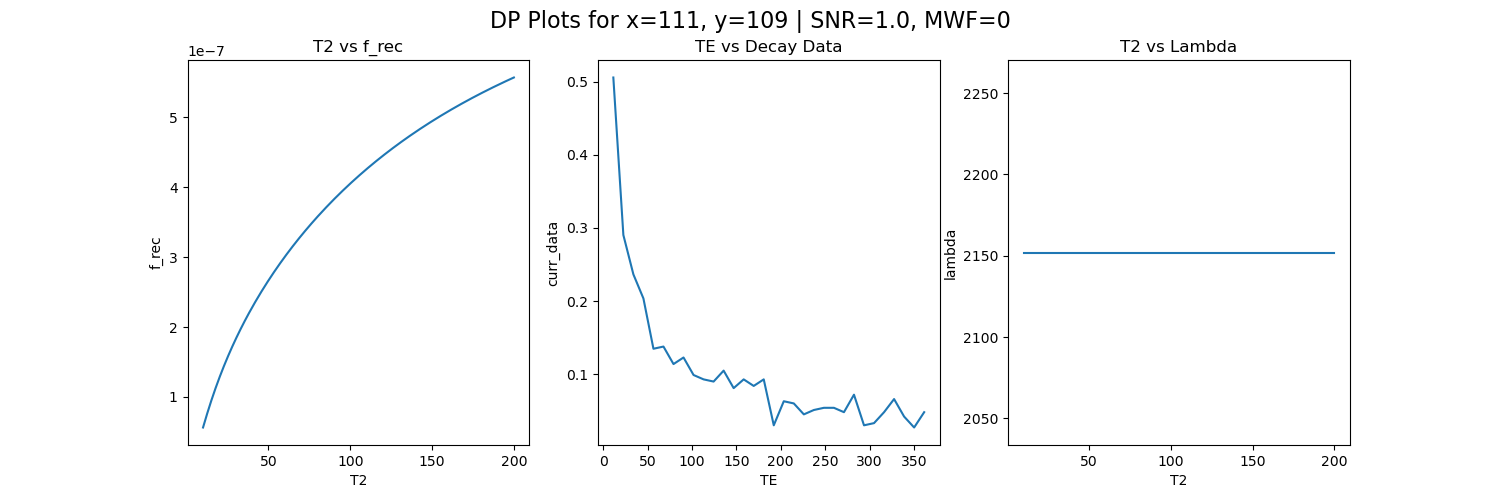 DP Plots for x=111, y=109 | SNR=1.0, MWF=0
T2 vs f_rec
1e−7
f_rec
5
4
3
2
1
50 100 150 200
T2
TE vs Decay Data
curr_data
0.5
0.4
0.3
0.2
0.1
0 50 100 150 200 250 300 350
TE
T2 vs Lambda
lambda
2250
2200
2150
2100
2050
50 100 150 200
T2